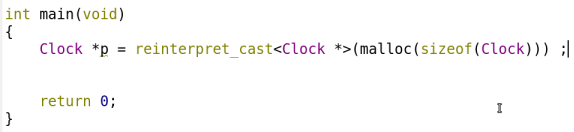 int main(void)
{
    Clock *p = reinterpret_cast<Clock *>(malloc(sizeof(Clock))) ;
    return 0;
}